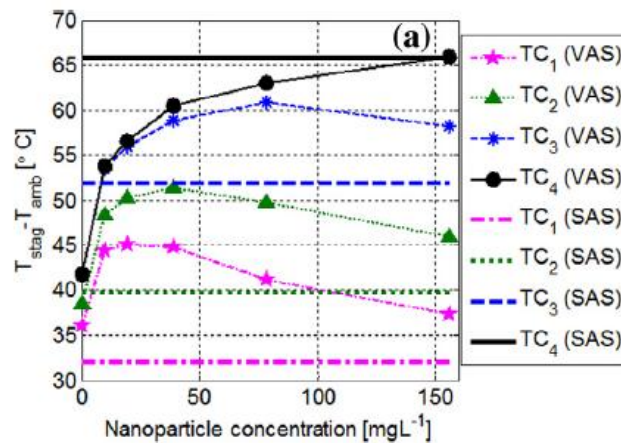 (a)
70
65
60
55
50
45
40
35
30
0
50
100
150
T_stag-T_amb [° C]
Nanoparticle concentration [mgL⁻¹]
TC₁ (VAS)
TC₂ (VAS)
TC₃ (VAS)
TC₄ (VAS)
TC₁ (SAS)
TC₂ (SAS)
TC₃ (SAS)
TC₄ (SAS)